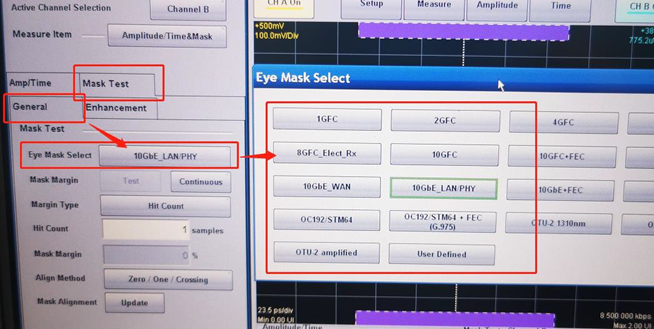 Active Channel Selection
Channel B
Measure Item
Amplitude/Time&Mask
Amp/Time
Mask Test
General
Enhancement
Mask Test
Eye Mask Select
10GbE_LAN/PHY
Mask Margin
Test
Continuous
Margin Type
Hit Count
Hit Count
1 samples
Mask Margin
0 %
Align Method
Zero / One / Crossing
Mask Alignment
Update
CH A On
Setup
Measure
Amplitude
Time
CH B
+500mV
100.0mV/Div
+38
775.2u
Eye Mask Select
1GFC
2GFC
4GFC
8GFC_Elect_Rx
10GFC
10GFC+FEC
10GbE_WAN
10GbE_LAN/PHY
10GbE+FEC
OC192/STM64
OC192/STM64 + FEC
(G.975)
OTU-2 1310nm
OTU-2 amplified
User Defined
23.5 ps/div
Min 0.00 UI
8 500 000 kbps
Max 2.00 UI
Amplitude/Time